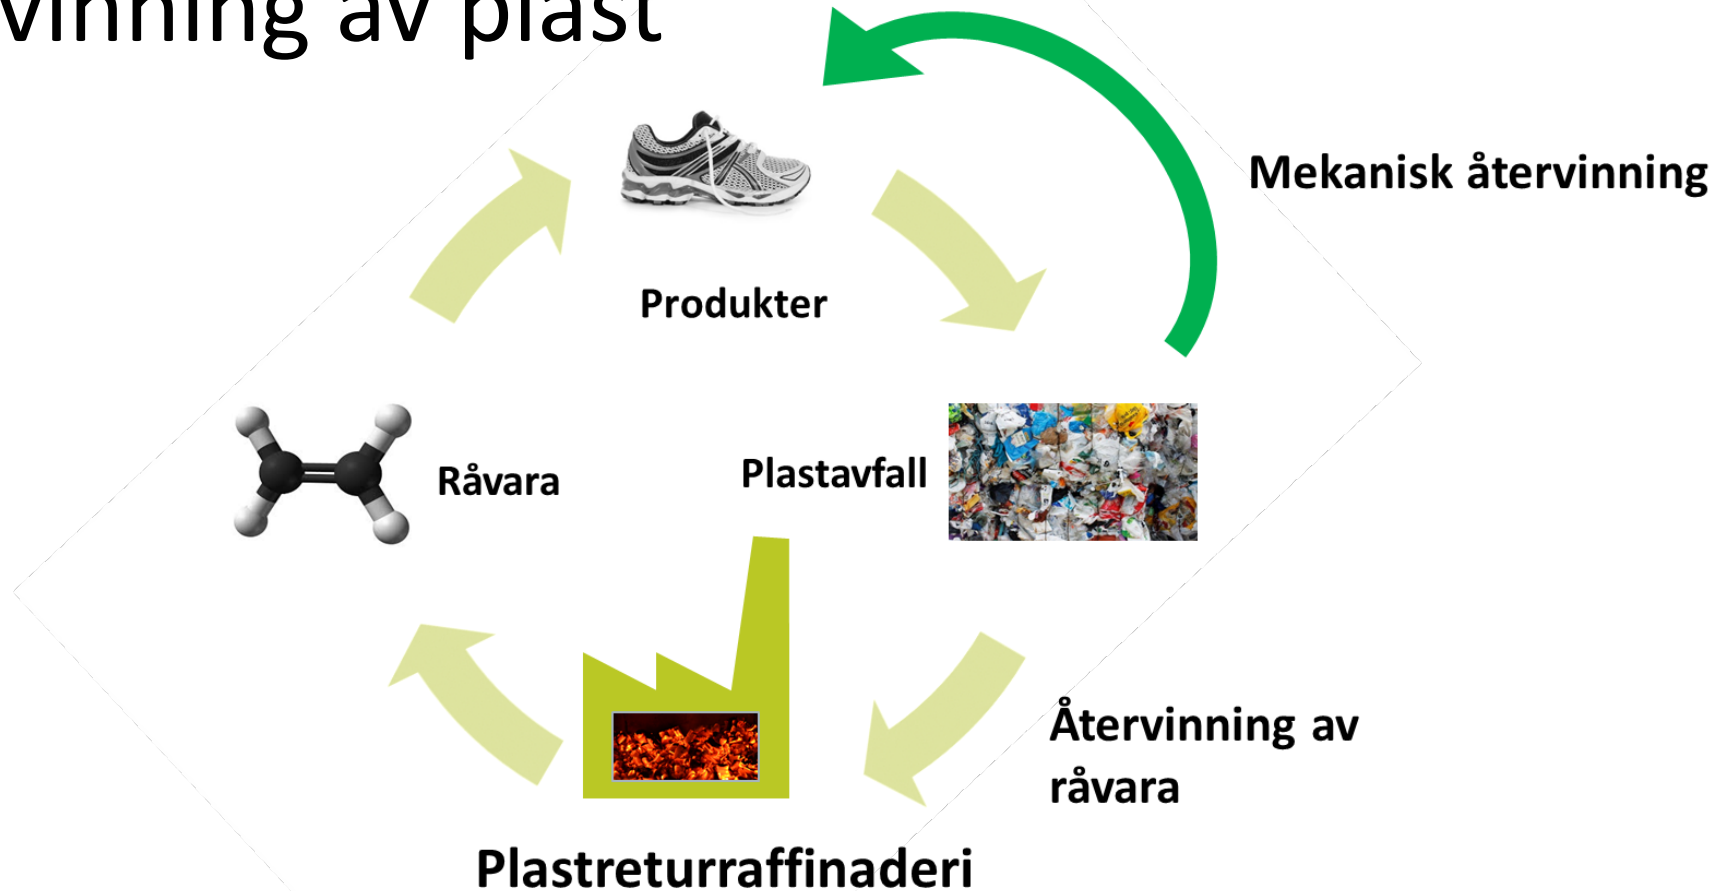 vinning av plast
Mekanisk återvinning
Produkter
Råvara
Plastavfall
Återvinning av
råvara
Plastreturraffinaderi